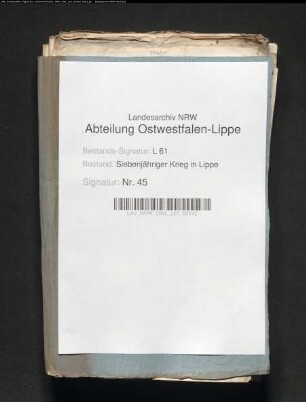 Landesarchiv NRW
Abteilung Ostwestfalen-Lippe
Bestands-Signatur: L 61
Bestand: Siebenjähriger Krieg in Lippe
Signatur: Nr. 45